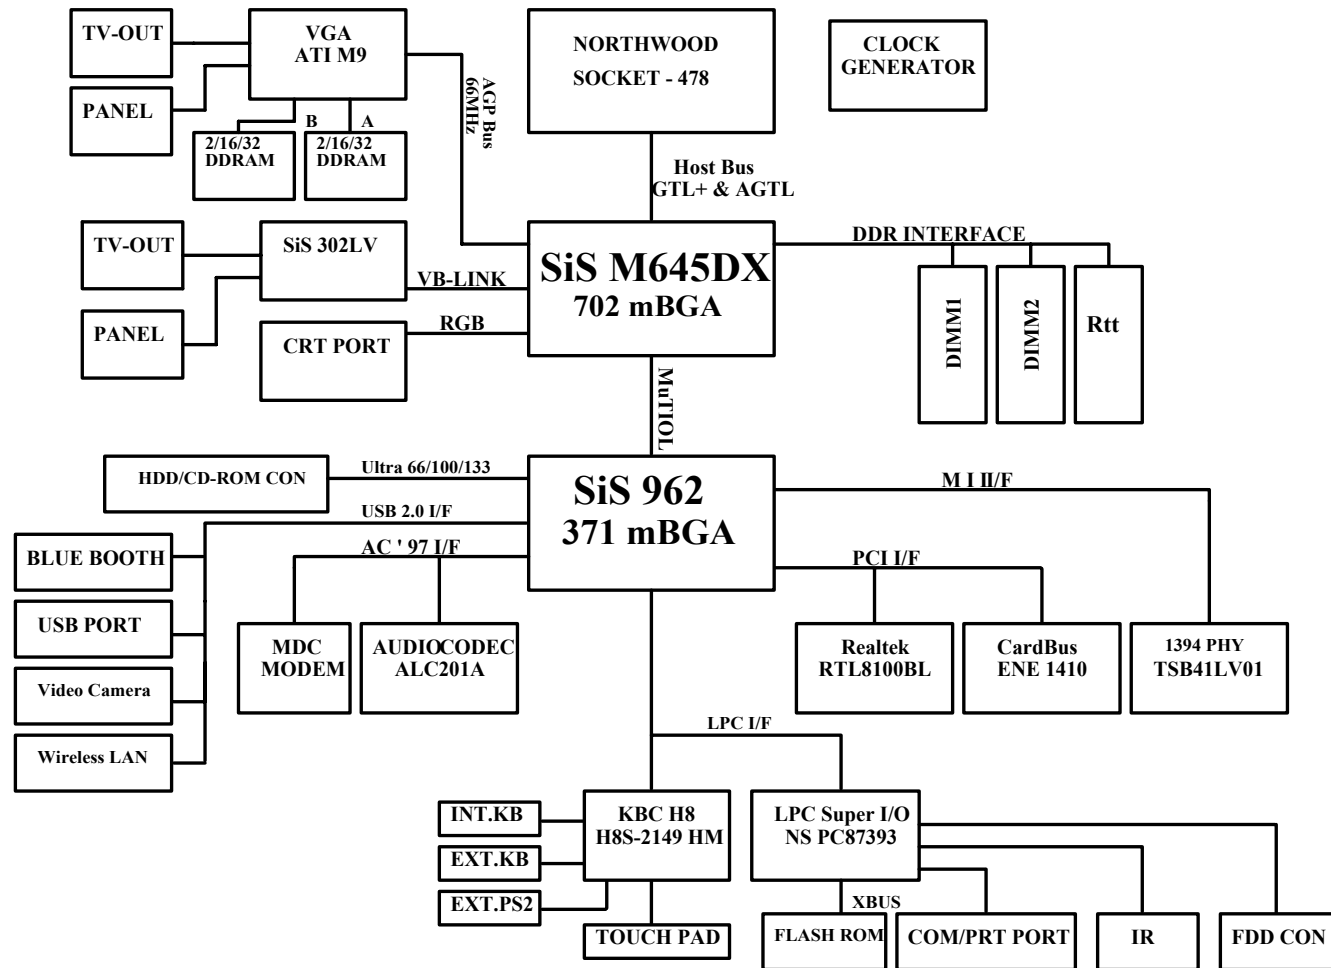 TV-OUT
VGA
ATI M9
NORTHWOOD
SOCKET - 478
CLOCK
GENERATOR
PANEL
AGP Bus
66MHz
B
A
2/16/32
DDRAM
2/16/32
DDRAM
Host Bus
GTL+ & AGTL
TV-OUT
SiS 302LV
VB-LINK
SiS M645DX
702 mBGA
DDR INTERFACE
DIMM1
DIMM2
Rtt
PANEL
CRT PORT
RGB
MuTIOL
HDD/CD-ROM CON
Ultra 66/100/133
SiS 962
371 mBGA
M I II/F
USB 2.0 I/F
AC ' 97 I/F
PCI I/F
BLUE BOOTH
USB PORT
Video Camera
Wireless LAN
MDC
MODEM
AUDIOCODEC
ALC201A
Realtek
RTL8100BL
CardBus
ENE 1410
1394 PHY
TSB41LV01
LPC I/F
INT.KB
EXT.KB
EXT.PS2
KBC H8
H8S-2149 HM
LPC Super I/O
NS PC87393
TOUCH PAD
XBUS
FLASH ROM
COM/PRT PORT
IR
FDD CON